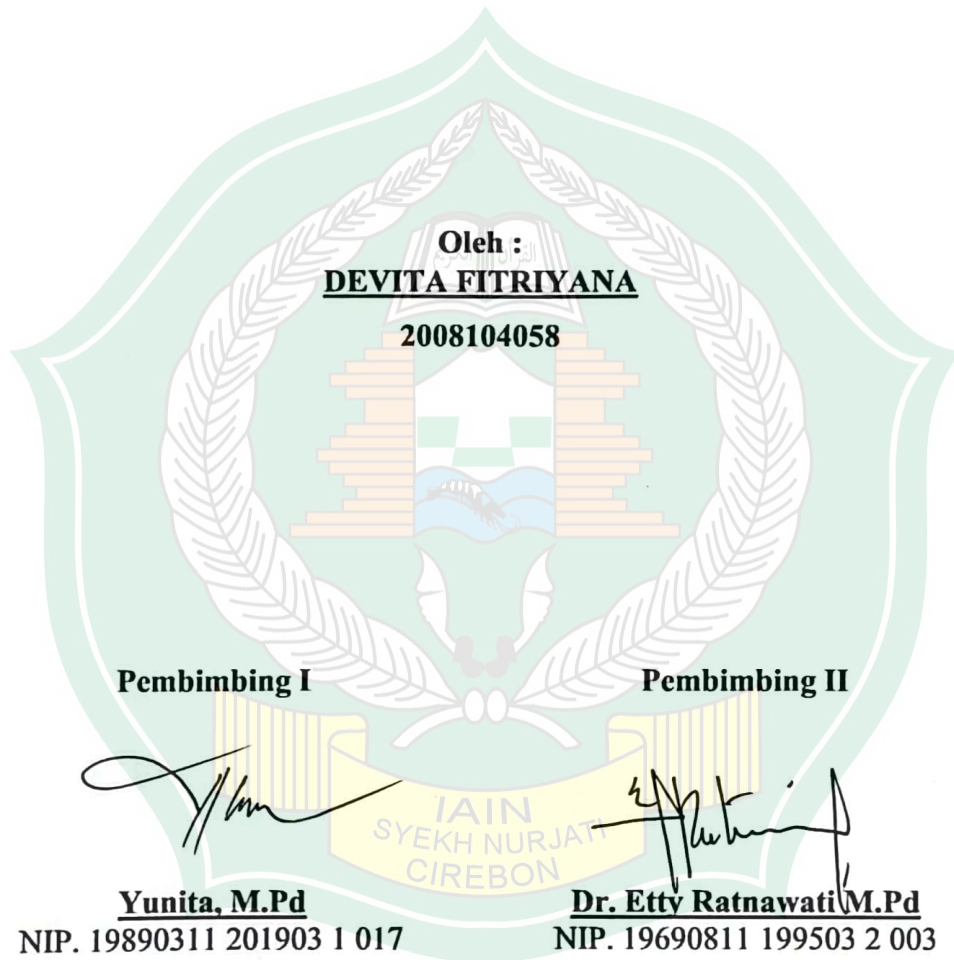 Oleh :
DEVITA FITRIYANA
2008104058
Pembimbing I
Pembimbing II
IAIN
SYEKH NURJATI
CIREBON
Yunita, M.Pd
Dr. Etty Ratnawati M.Pd
NIP. 19890311 201903 1 017
NIP. 19690811 199503 2 003